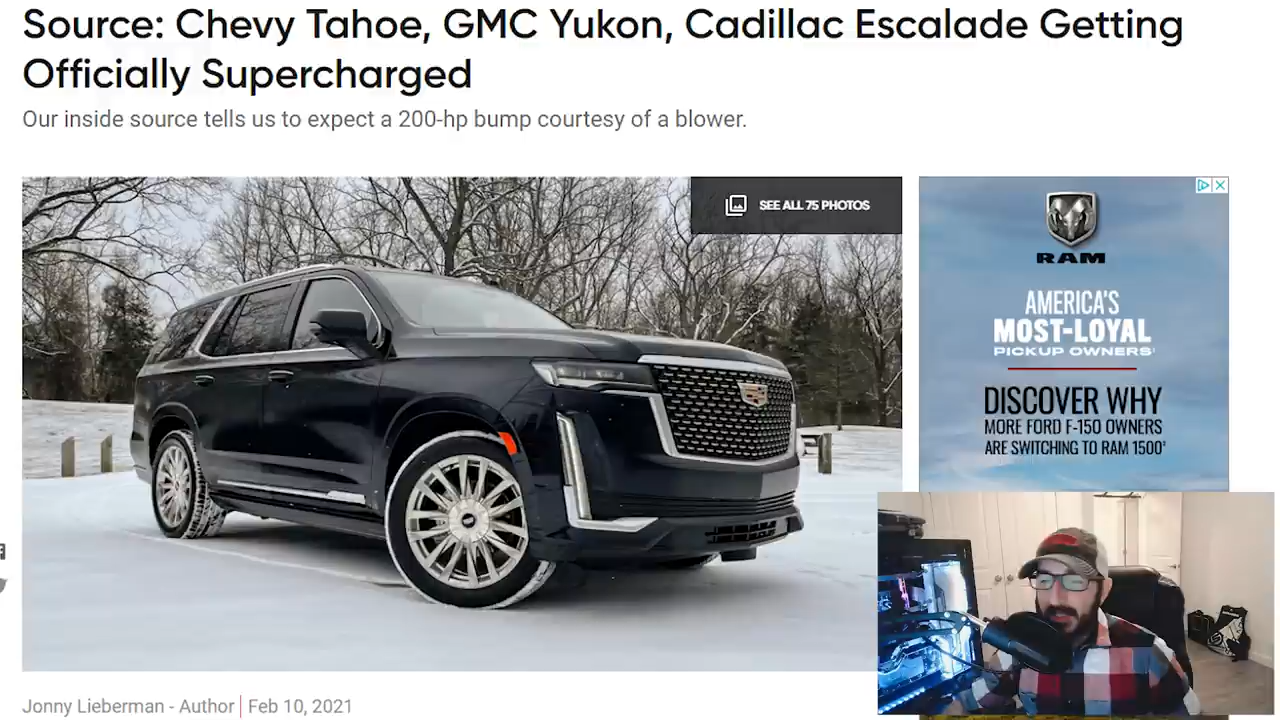 Source: Chevy Tahoe, GMC Yukon, Cadillac Escalade Getting
Officially Supercharged
Our inside source tells us to expect a 200-hp bump courtesy of a blower.
SEE ALL 75 PHOTOS
RAM
AMERICA'S
MOST-LOYAL
PICKUP OWNERS¹
DISCOVER WHY
MORE FORD F-150 OWNERS
ARE SWITCHING TO RAM 1500²
Jonny Lieberman - Author | Feb 10, 2021